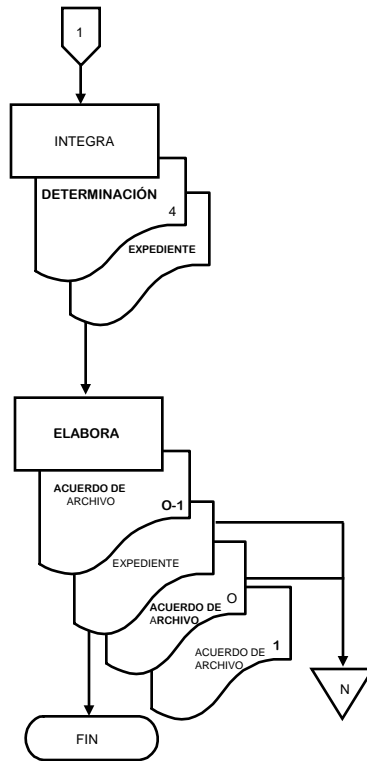 1
INTEGRA
DETERMINACIÓN
4
EXPEDIENTE
ELABORA
ACUERDO DE
ARCHIVO
O-1
EXPEDIENTE
ACUERDO DE
ARCHIVO
O
ACUERDO DE
ARCHIVO
1
N
FIN